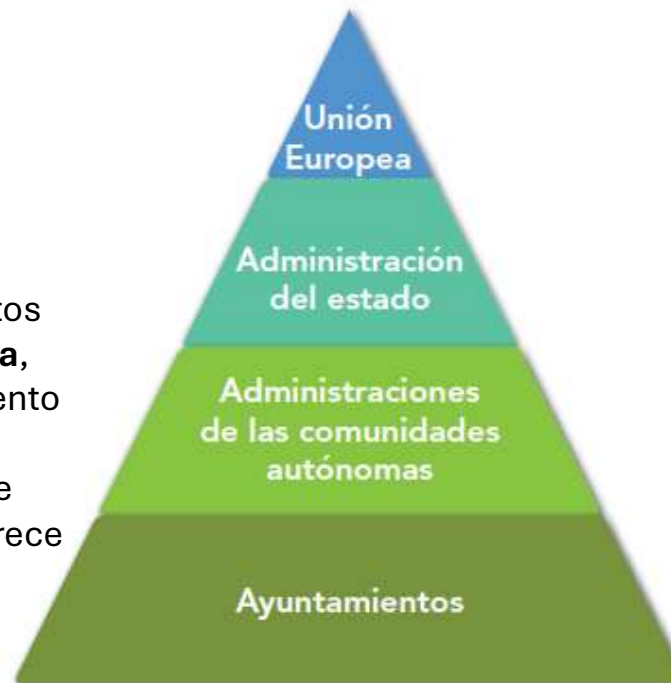 Unión
Europea
Administración
del estado
Administraciones
de las comunidades
autónomas
Ayuntamientos